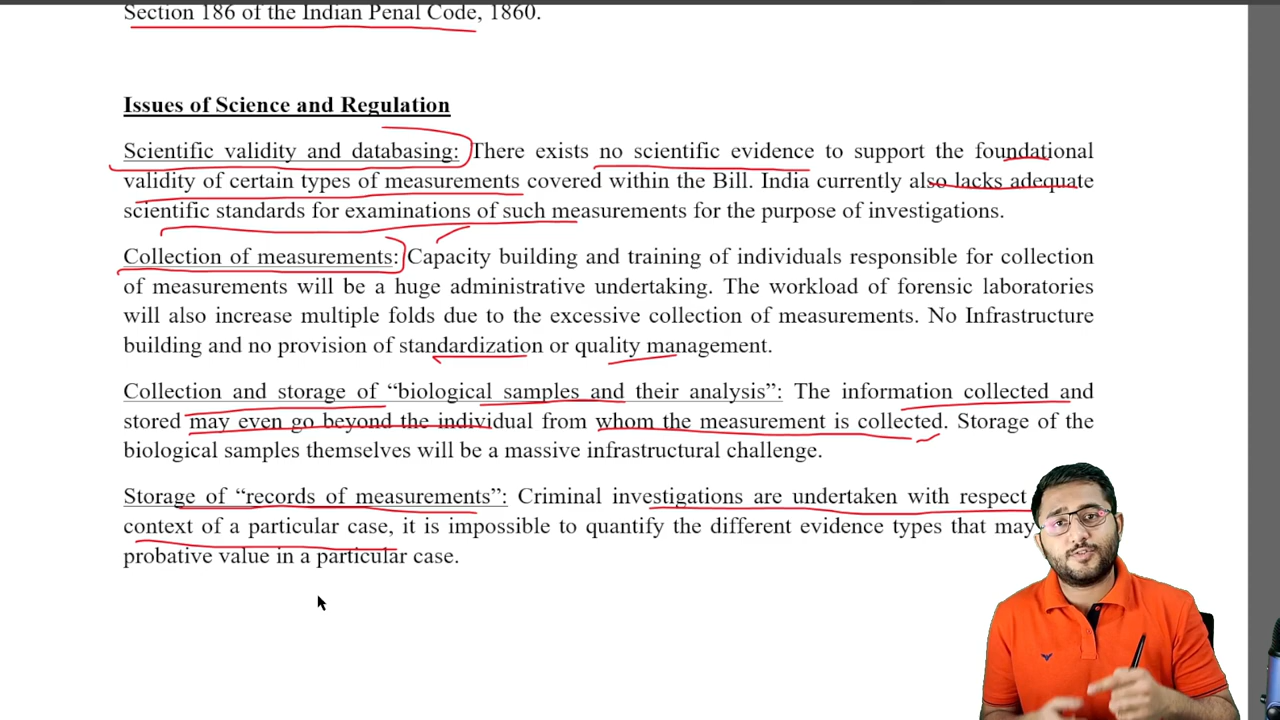 Section 186 of the Indian Penal Code, 1860.
Issues of Science and Regulation
Scientific validity and databasing: There exists no scientific evidence to support the foundational
validity of certain types of measurements covered within the Bill. India currently also lacks adequate
scientific standards for examinations of such measurements for the purpose of investigations.
Collection of measurements: Capacity building and training of individuals responsible for collection
of measurements will be a huge administrative undertaking. The workload of forensic laboratories
will also increase multiple folds due to the excessive collection of measurements. No Infrastructure
building and no provision of standardization or quality management.
Collection and storage of “biological samples and their analysis”: The information collected and
stored may even go beyond the individual from whom the measurement is collected. Storage of the
biological samples themselves will be a massive infrastructural challenge.
Storage of “records of measurements”: Criminal investigations are undertaken with respect
context of a particular case, it is impossible to quantify the different evidence types that may
probative value in a particular case.